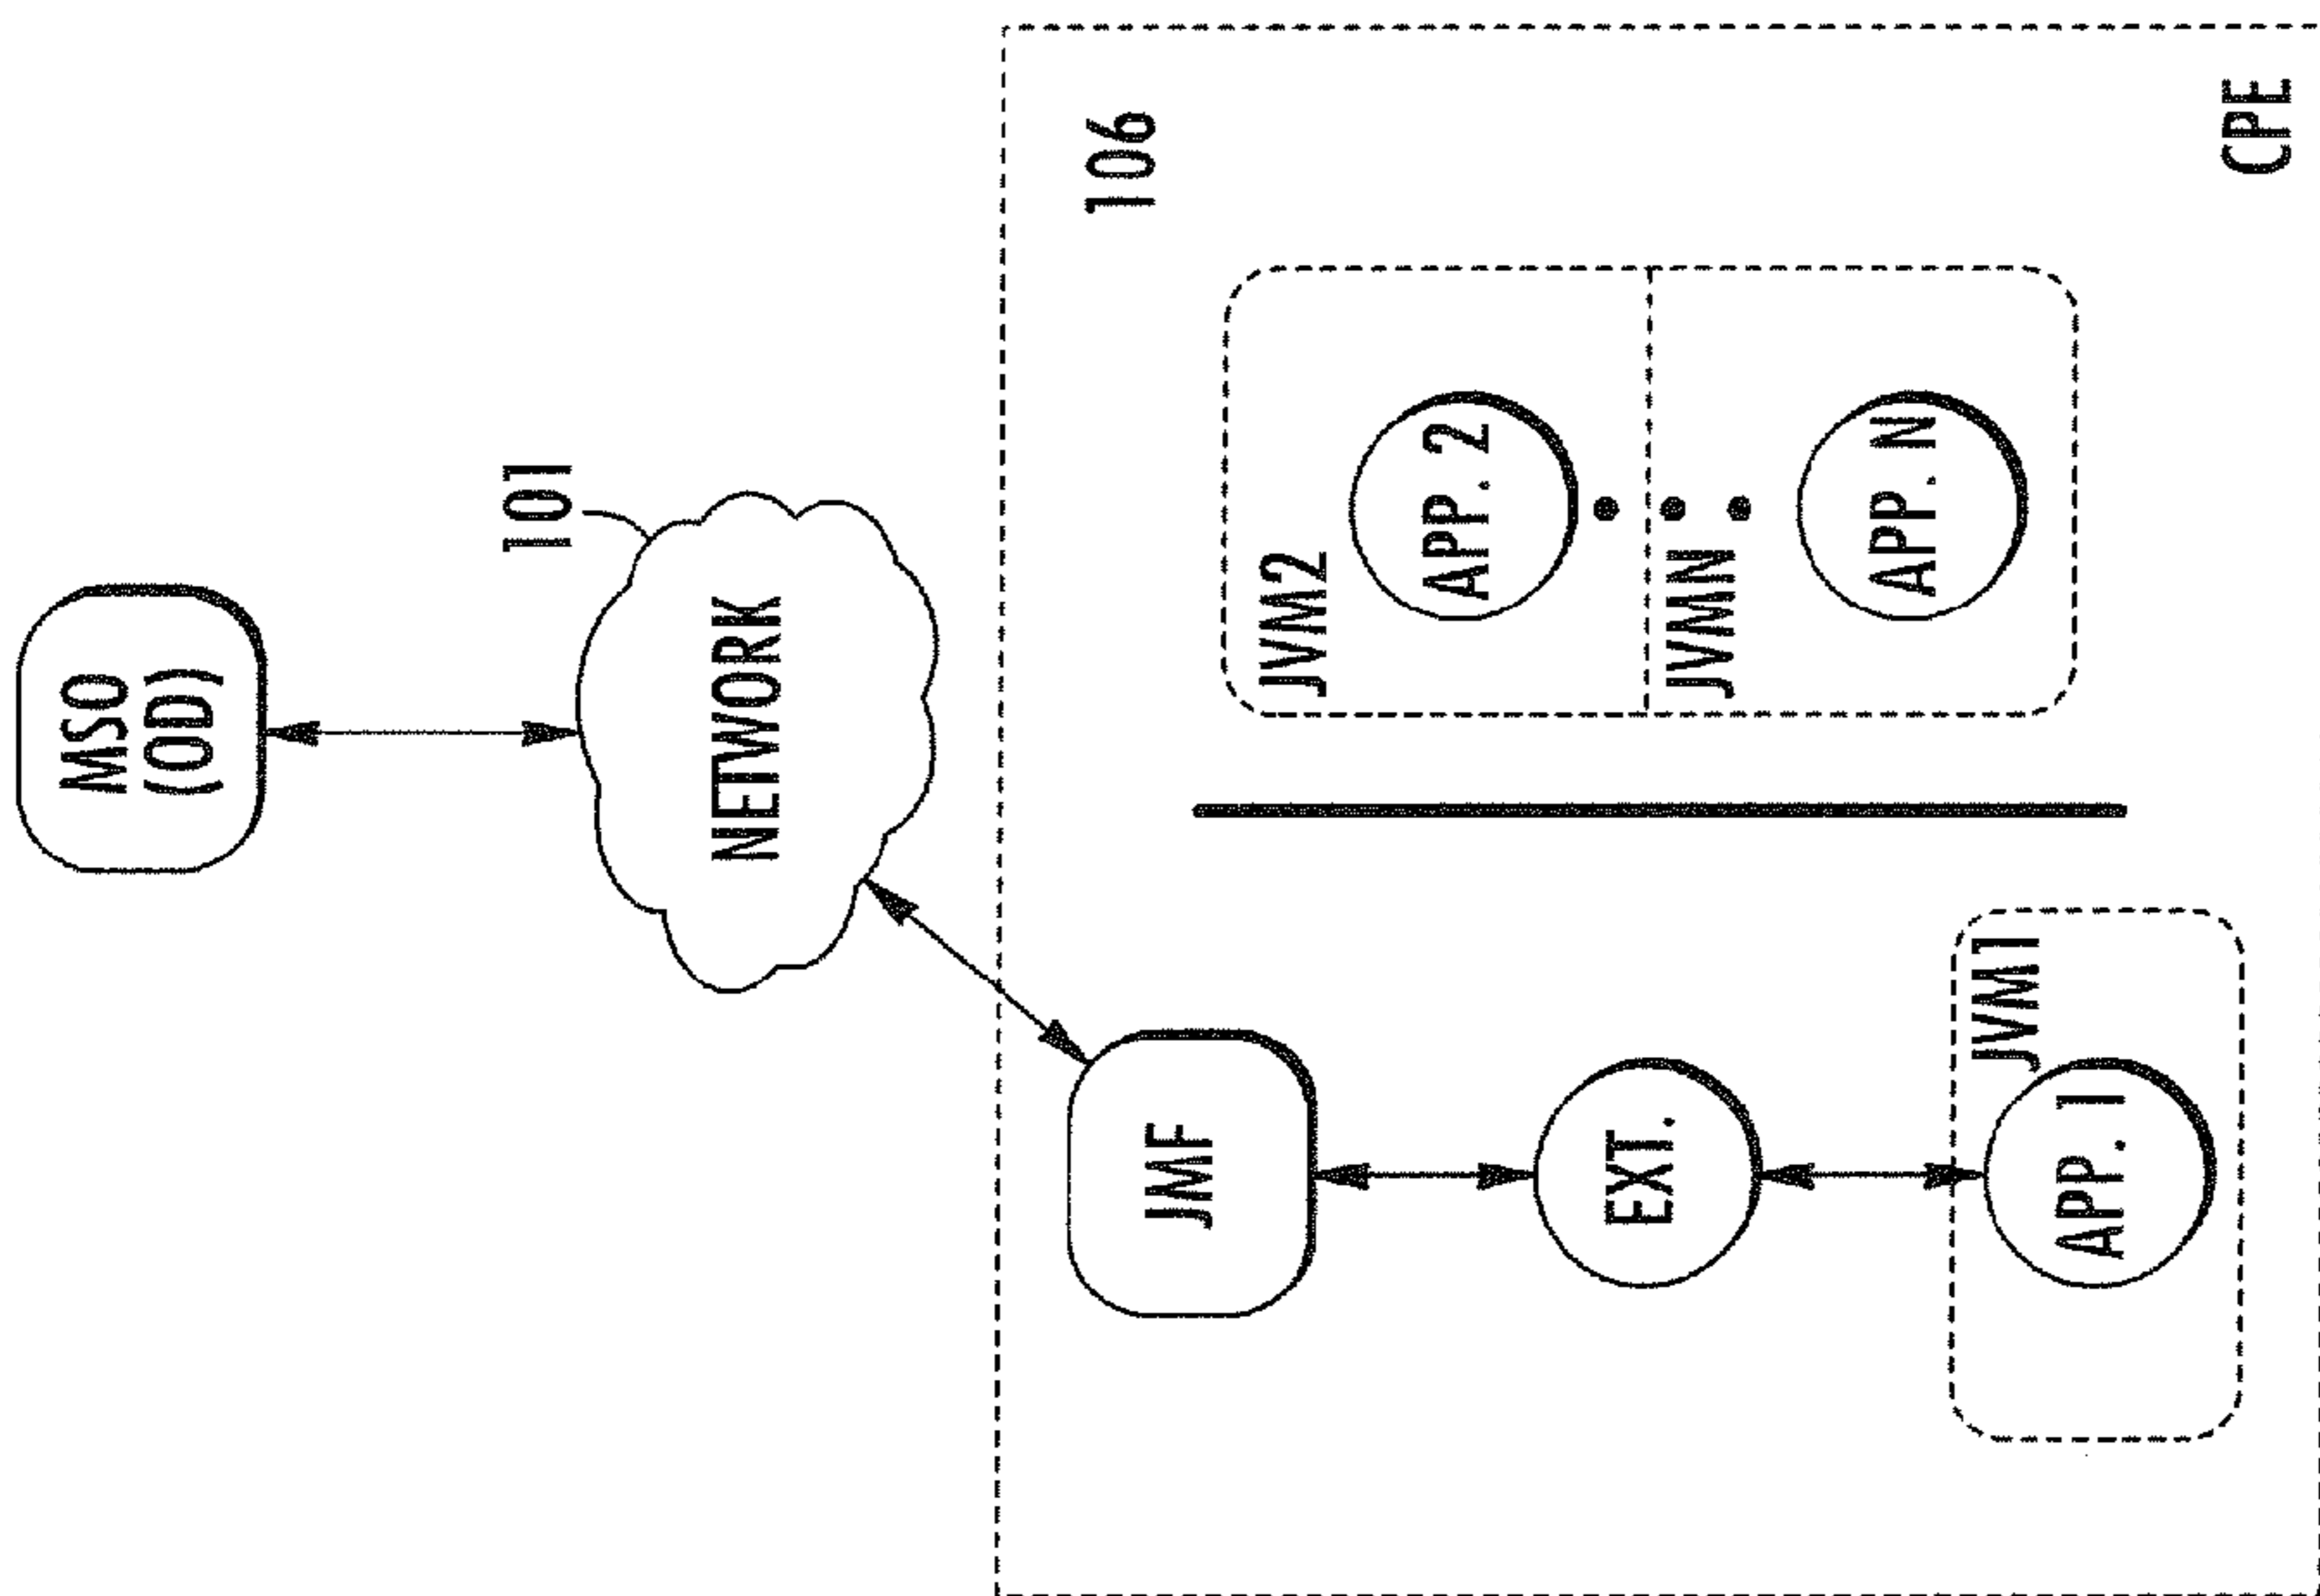 MSO
(OD)
101
NETWORK
106
CPE
JMF
EXT.
JVM1
APP. 1
JVM2
APP. 2
JVMN
APP. N